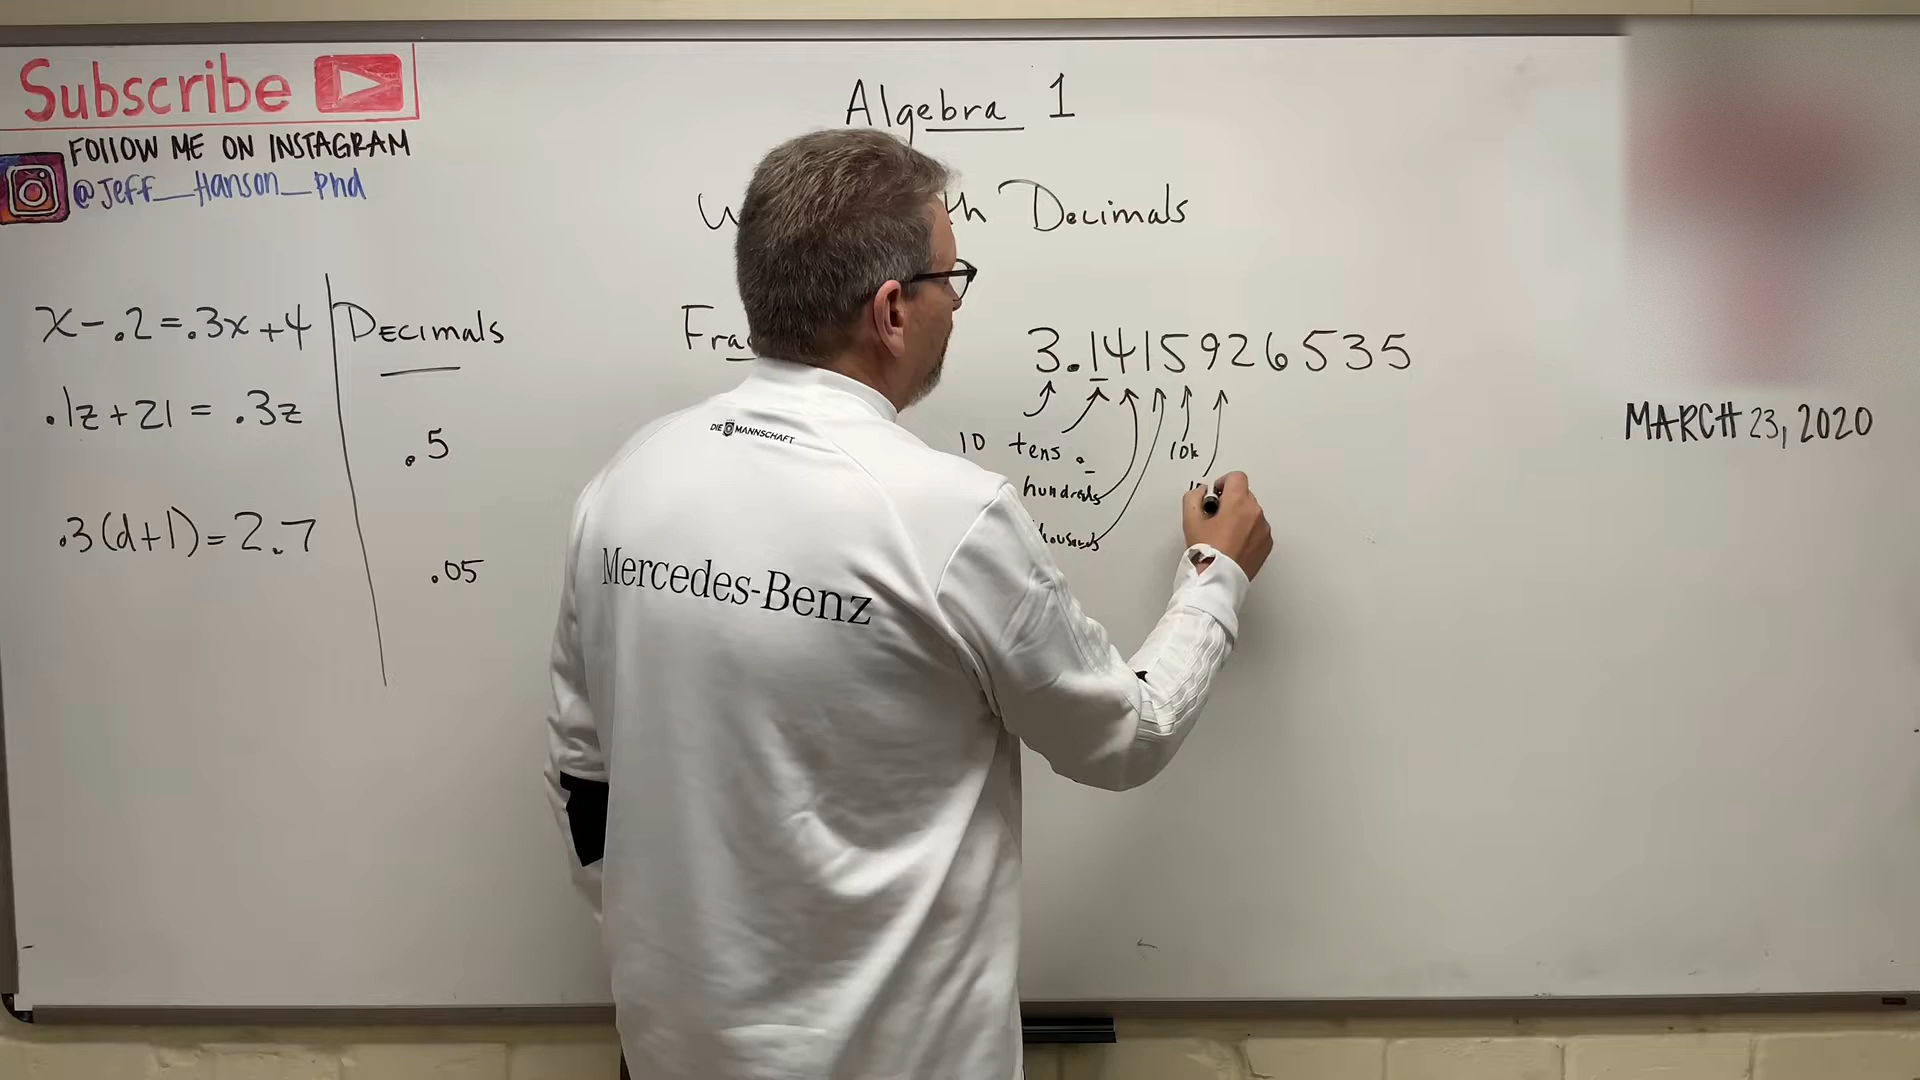 Subscribe
FOLLOW ME ON INSTAGRAM
@Jeff_Hanson_Phd
Algebra 1
Decimals
x - .2 = .3x + 4
.1z + 21 = .3z
.3(d+1) = 2.7
Decimals
.5
.05
3.1415926535
10 tens .
hundreds
10k
MARCH 23, 2020
DIE MANNSCHAFT
Mercedes-Benz